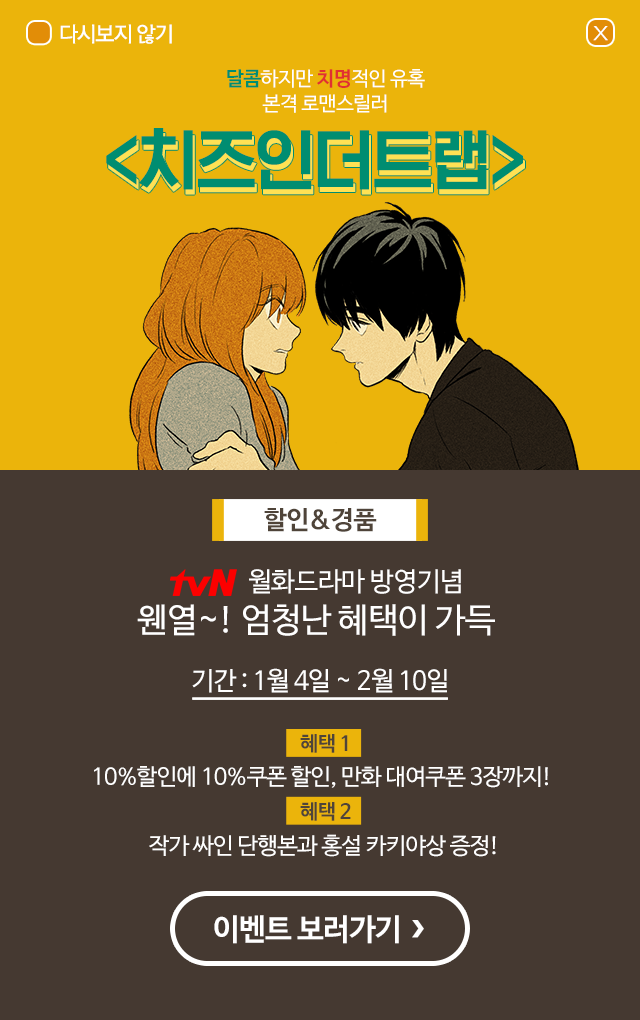 다시보지 않기
X
달콤하지만 치명적인 유혹
본격 로맨스릴러
<치즈인더트랩>
할인&경품
tvN 월화드라마 방영기념
웬열~! 엄청난 혜택이 가득
기간 : 1월 4일 ~ 2월 10일
혜택 1
10%할인에 10%쿠폰 할인, 만화 대여쿠폰 3장까지!
혜택 2
작가 싸인 단행본과 홍설 카키야상 증정!
이벤트 보러가기 ›